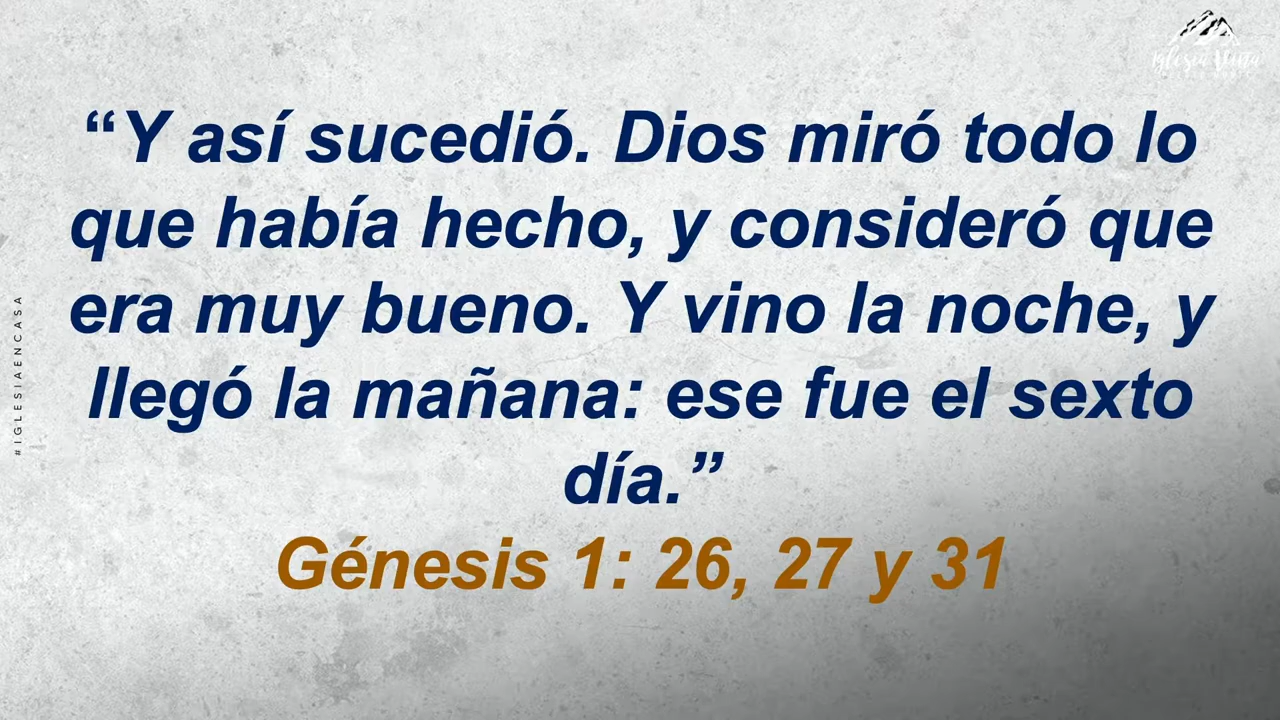 “Y así sucedió. Dios miró todo lo
que había hecho, y consideró que
era muy bueno. Y vino la noche, y
llegó la mañana: ese fue el sexto
día.”
Génesis 1: 26, 27 y 31
#IGLESIAENCASA